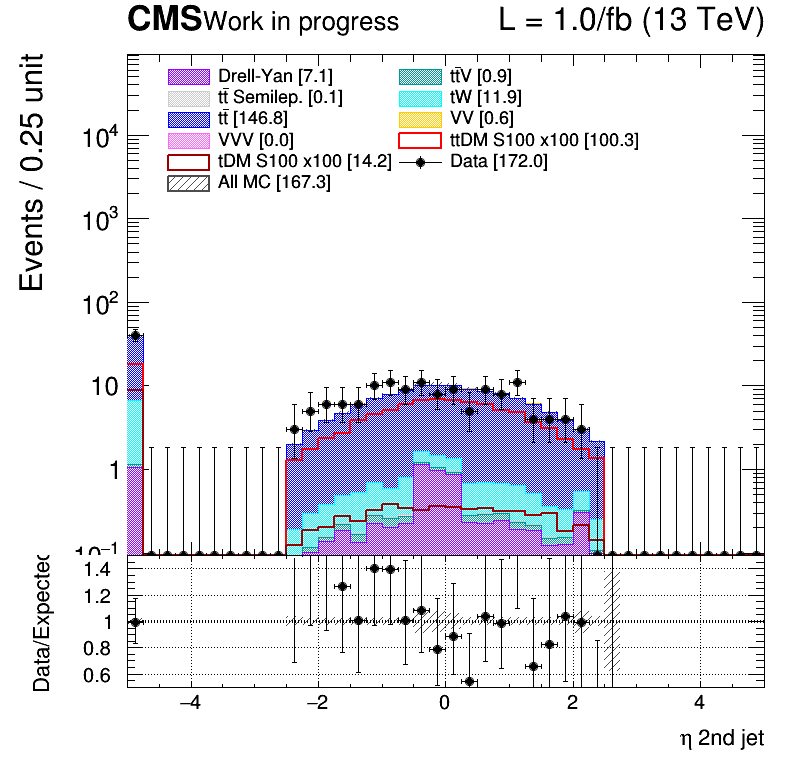 CMS Work in progress L = 1.0/fb (13 TeV)
Events / 0.25 unit
Drell-Yan [7.1] tt̄V [0.9]
tt̄ Semilep. [0.1] tW [11.9]
tt̄ [146.8] VV [0.6]
VVV [0.0] ttDM S100 x100 [100.3]
tDM S100 x100 [14.2] Data [172.0]
All MC [167.3]
10⁴
10³
10²
10
1
10⁻¹
Data/Expected
1.4
1.2
1
0.8
0.6
−4 −2 0 2 4
η 2nd jet